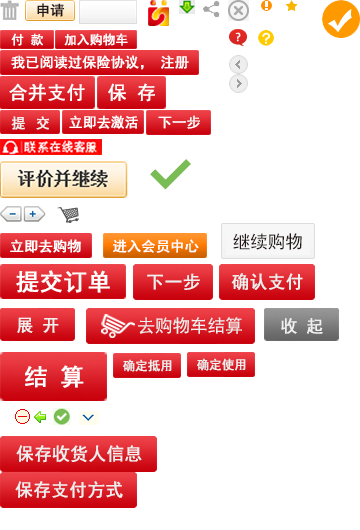 申请
付 款 加入购物车
我已阅读过保险协议， 注册
合并支付 保 存
提 交 立即去激活 下一步
联系在线客服
评价并继续
立即去购物 进入会员中心 继续购物
提交订单 下一步 确认支付
展 开 去购物车结算 收 起
结 算 确定抵用 确定使用
保存收货人信息
保存支付方式